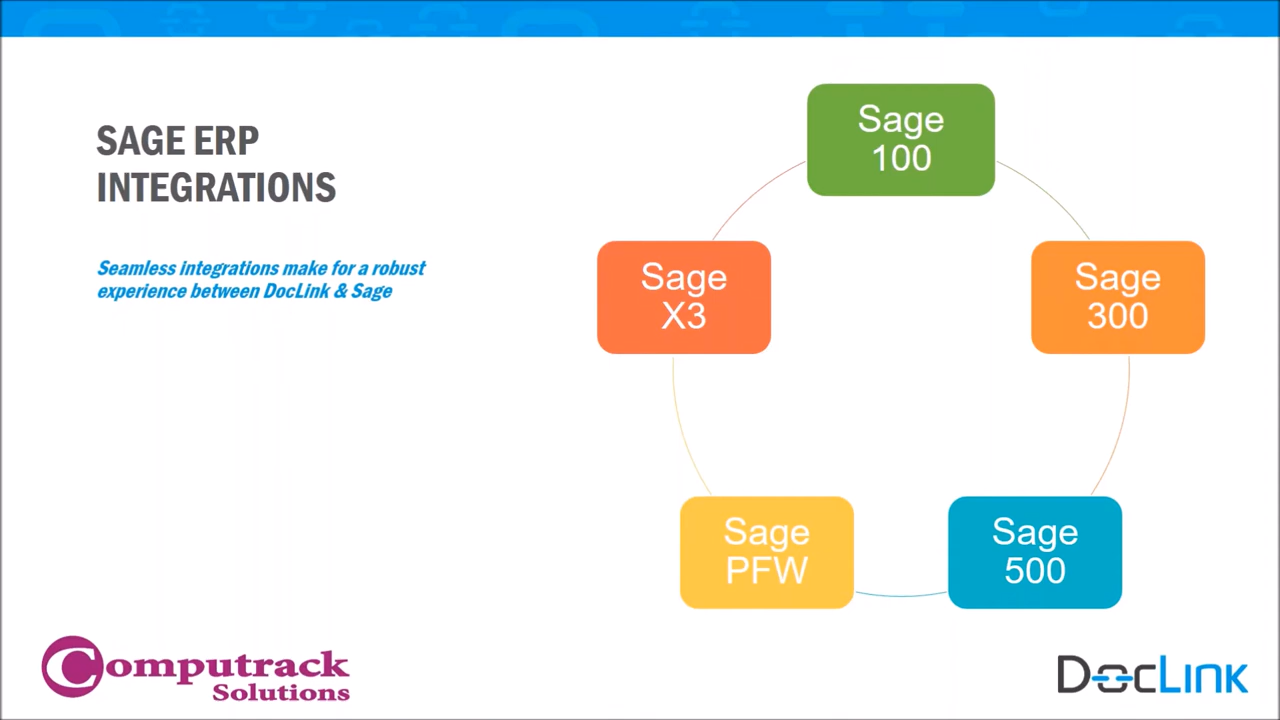 SAGE ERP
INTEGRATIONS
Seamless integrations make for a robust
experience between DocLink & Sage
Sage
100
Sage
300
Sage
500
Sage
PFW
Sage
X3
Computrack
Solutions
DocLink